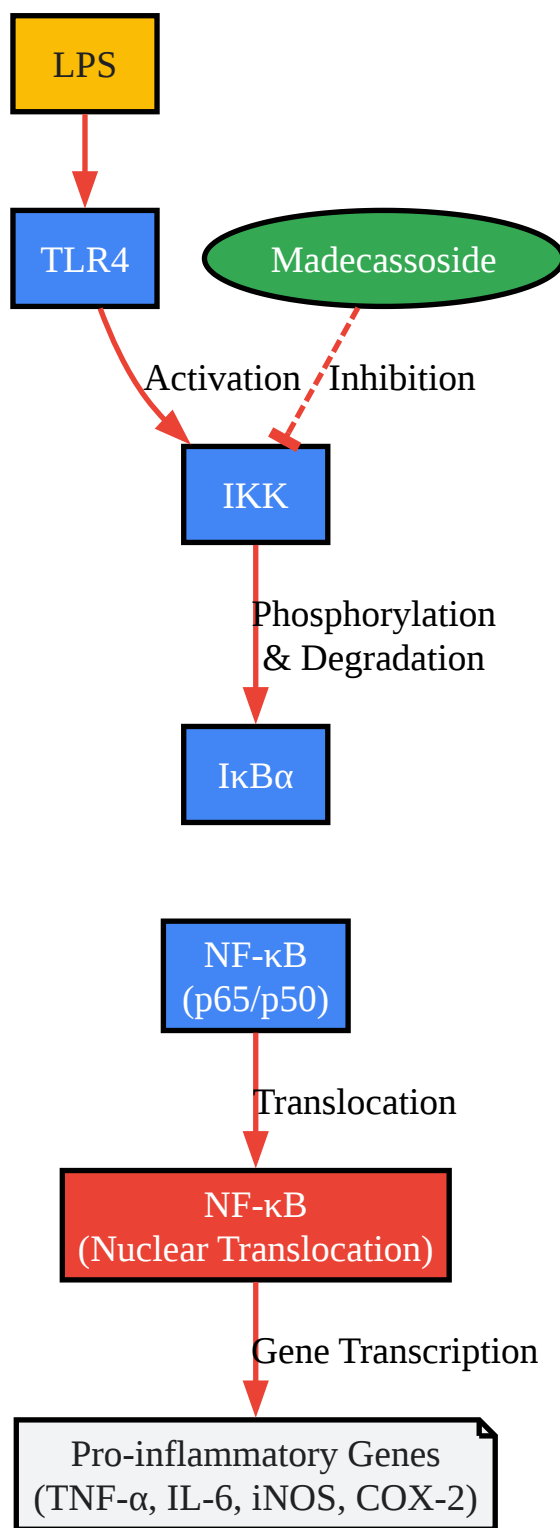 LPS
TLR4
Madecassoside
Activation
Inhibition
IKK
Phosphorylation
& Degradation
IκBα
NF-κB
(p65/p50)
Translocation
NF-κB
(Nuclear Translocation)
Gene Transcription
Pro-inflammatory Genes
(TNF-α, IL-6, iNOS, COX-2)